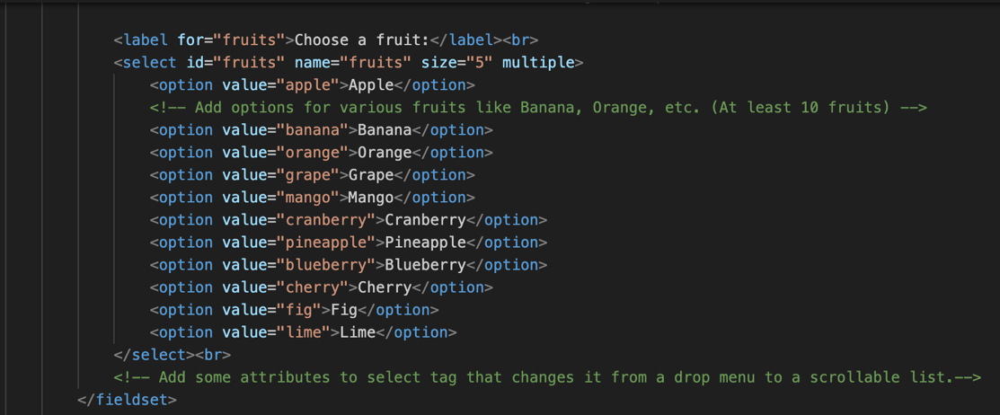 <label for="fruits">Choose a fruit:</label><br>
<select id="fruits" name="fruits" size="5" multiple>
<option value="apple">Apple</option>
<!-- Add options for various fruits like Banana, Orange, etc. (At least 10 fruits) -->
<option value="banana">Banana</option>
<option value="orange">Orange</option>
<option value="grape">Grape</option>
<option value="mango">Mango</option>
<option value="cranberry">Cranberry</option>
<option value="pineapple">Pineapple</option>
<option value="blueberry">Blueberry</option>
<option value="cherry">Cherry</option>
<option value="fig">Fig</option>
<option value="lime">Lime</option>
</select><br>
<!-- Add some attributes to select tag that changes it from a drop menu to a scrollable list.-->
</fieldset>